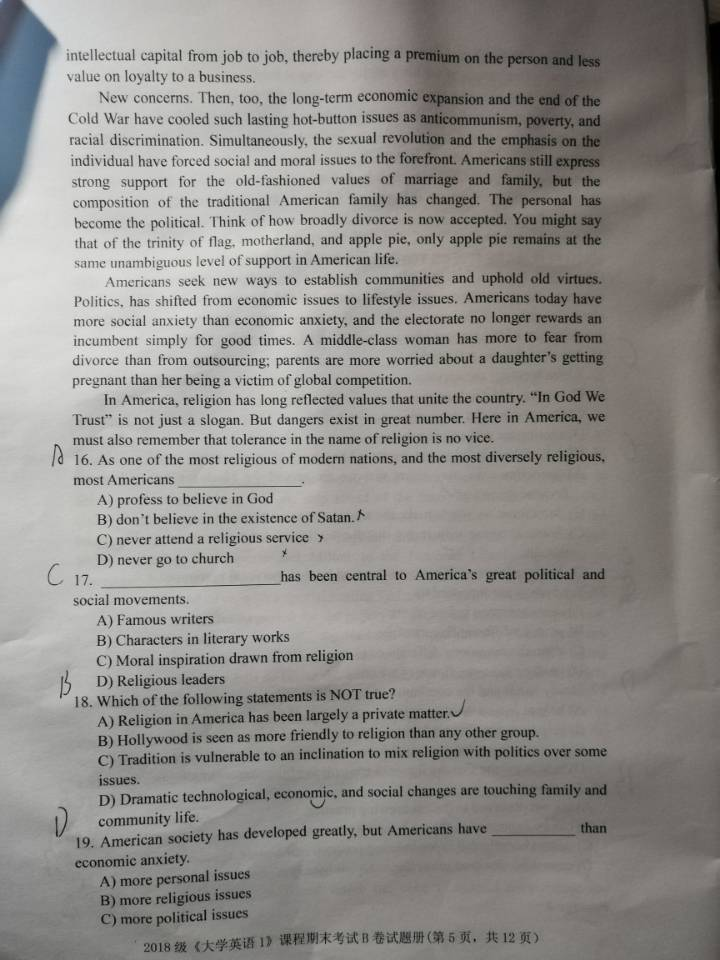 intellectual capital from job to job, thereby placing a premium on the person and less
value on loyalty to a business.
New concerns. Then, too, the long-term economic expansion and the end of the
Cold War have cooled such lasting hot-button issues as anticommunism, poverty, and
racial discrimination. Simultaneously, the sexual revolution and the emphasis on the
individual have forced social and moral issues to the forefront. Americans still express
strong support for the old-fashioned values of marriage and family, but the
composition of the traditional American family has changed. The personal has
become the political. Think of how broadly divorce is now accepted. You might say
that of the trinity of flag, motherland, and apple pie, only apple pie remains at the
same unambiguous level of support in American life.
Americans seek new ways to establish communities and uphold old virtues.
Politics, has shifted from economic issues to lifestyle issues. Americans today have
more social anxiety than economic anxiety, and the electorate no longer rewards an
incumbent simply for good times. A middle-class woman has more to fear from
divorce than from outsourcing; parents are more worried about a daughter's getting
pregnant than her being a victim of global competition.
In America, religion has long reflected values that unite the country. "In God We
Trust" is not just a slogan. But dangers exist in great number. Here in America, we
must also remember that tolerance in the name of religion is no vice.
A 16. As one of the most religious of modern nations, and the most diversely religious,
most Americans ________________.
A) profess to believe in God
B) don't believe in the existence of Satan.
C) never attend a religious service
D) never go to church
C 17. ________________________has been central to America's great political and
social movements.
A) Famous writers
B) Characters in literary works
C) Moral inspiration drawn from religion
D) Religious leaders
B 18. Which of the following statements is NOT true?
A) Religion in America has been largely a private matter.
B) Hollywood is seen as more friendly to religion than any other group.
C) Tradition is vulnerable to an inclination to mix religion with politics over some
issues.
D) Dramatic technological, economic, and social changes are touching family and
community life.
D 19. American society has developed greatly, but Americans have ___________ than
economic anxiety.
A) more personal issues
B) more religious issues
C) more political issues
2018级《大学英语1》课程期末考试B卷试题册(第5页，共12页)